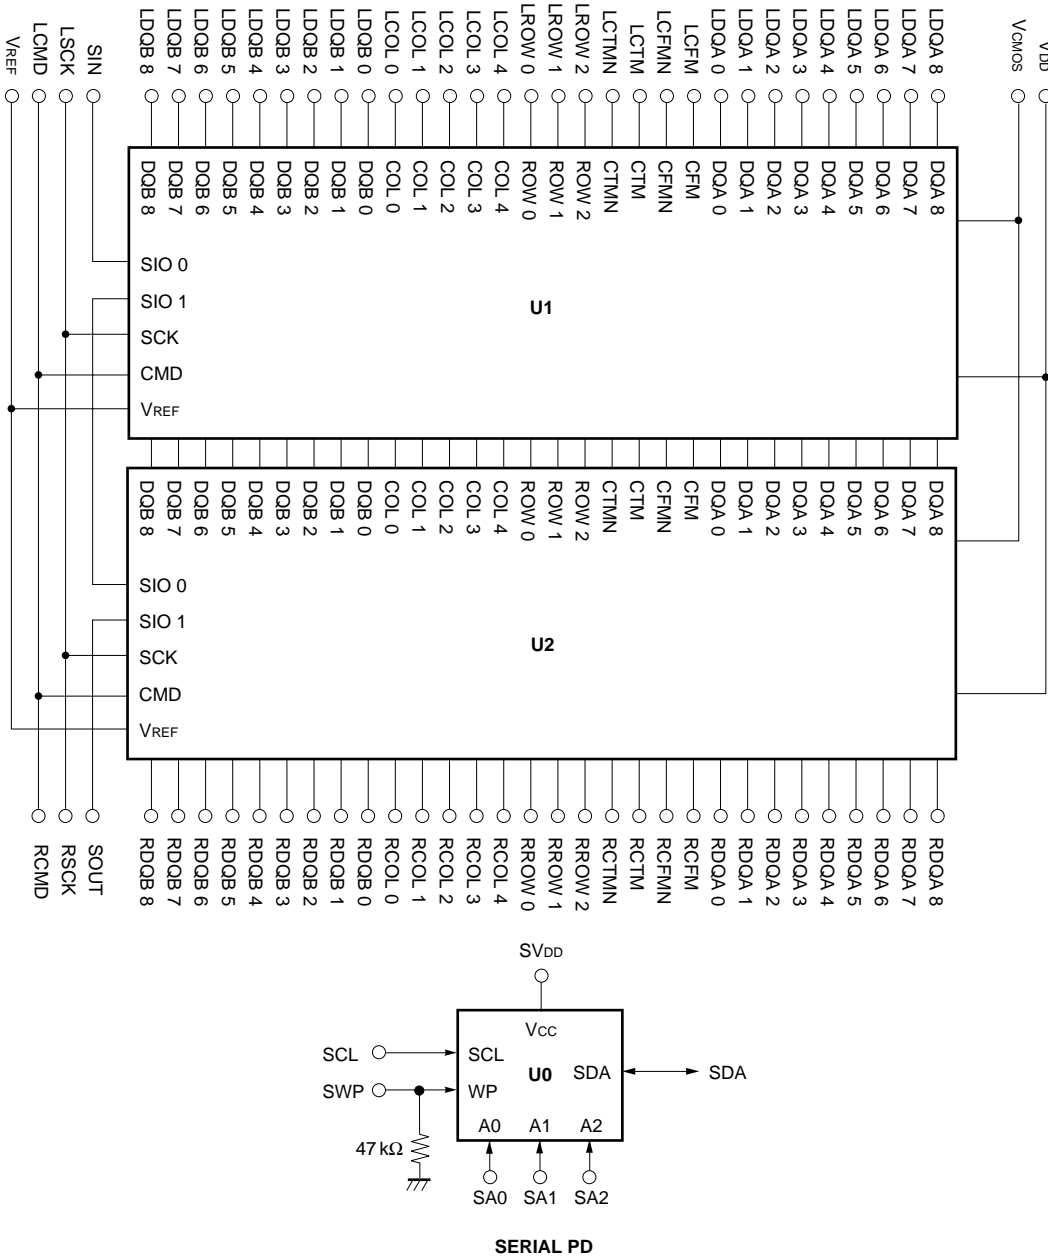 VREF
LCMD
LSCK
SIN
LDQB 8
LDQB 7
LDQB 6
LDQB 5
LDQB 4
LDQB 3
LDQB 2
LDQB 1
LDQB 0
LCOL 0
LCOL 1
LCOL 2
LCOL 3
LCOL 4
LROW 0
LROW 1
LROW 2
LCTMN
LCTM
LCFMN
LCFM
LDQA 0
LDQA 1
LDQA 2
LDQA 3
LDQA 4
LDQA 5
LDQA 6
LDQA 7
LDQA 8
VCMOS
VDD
DQB 8
DQB 7
DQB 6
DQB 5
DQB 4
DQB 3
DQB 2
DQB 1
DQB 0
COL 0
COL 1
COL 2
COL 3
COL 4
ROW 0
ROW 1
ROW 2
CTMN
CTM
CFMN
CFM
DQA 0
DQA 1
DQA 2
DQA 3
DQA 4
DQA 5
DQA 6
DQA 7
DQA 8
SIO 0
SIO 1
U1
SCK
CMD
VREF
DQB 8
DQB 7
DQB 6
DQB 5
DQB 4
DQB 3
DQB 2
DQB 1
DQB 0
COL 0
COL 1
COL 2
COL 3
COL 4
ROW 0
ROW 1
ROW 2
CTMN
CTM
CFMN
CFM
DQA 0
DQA 1
DQA 2
DQA 3
DQA 4
DQA 5
DQA 6
DQA 7
DQA 8
SIO 0
SIO 1
U2
SCK
CMD
VREF
RCMD
RSCK
SOUT
RDQB 8
RDQB 7
RDQB 6
RDQB 5
RDQB 4
RDQB 3
RDQB 2
RDQB 1
RDQB 0
RCOL 0
RCOL 1
RCOL 2
RCOL 3
RCOL 4
RROW 0
RROW 1
RROW 2
RCTMN
RCTM
RCFMN
RCFM
RDQA 0
RDQA 1
RDQA 2
RDQA 3
RDQA 4
RDQA 5
RDQA 6
RDQA 7
RDQA 8
SVDD
VCC
SCL
SCL
U0
SDA
SDA
SWP
WP
A0
A1
A2
47 kΩ
SA0
SA1
SA2
SERIAL PD